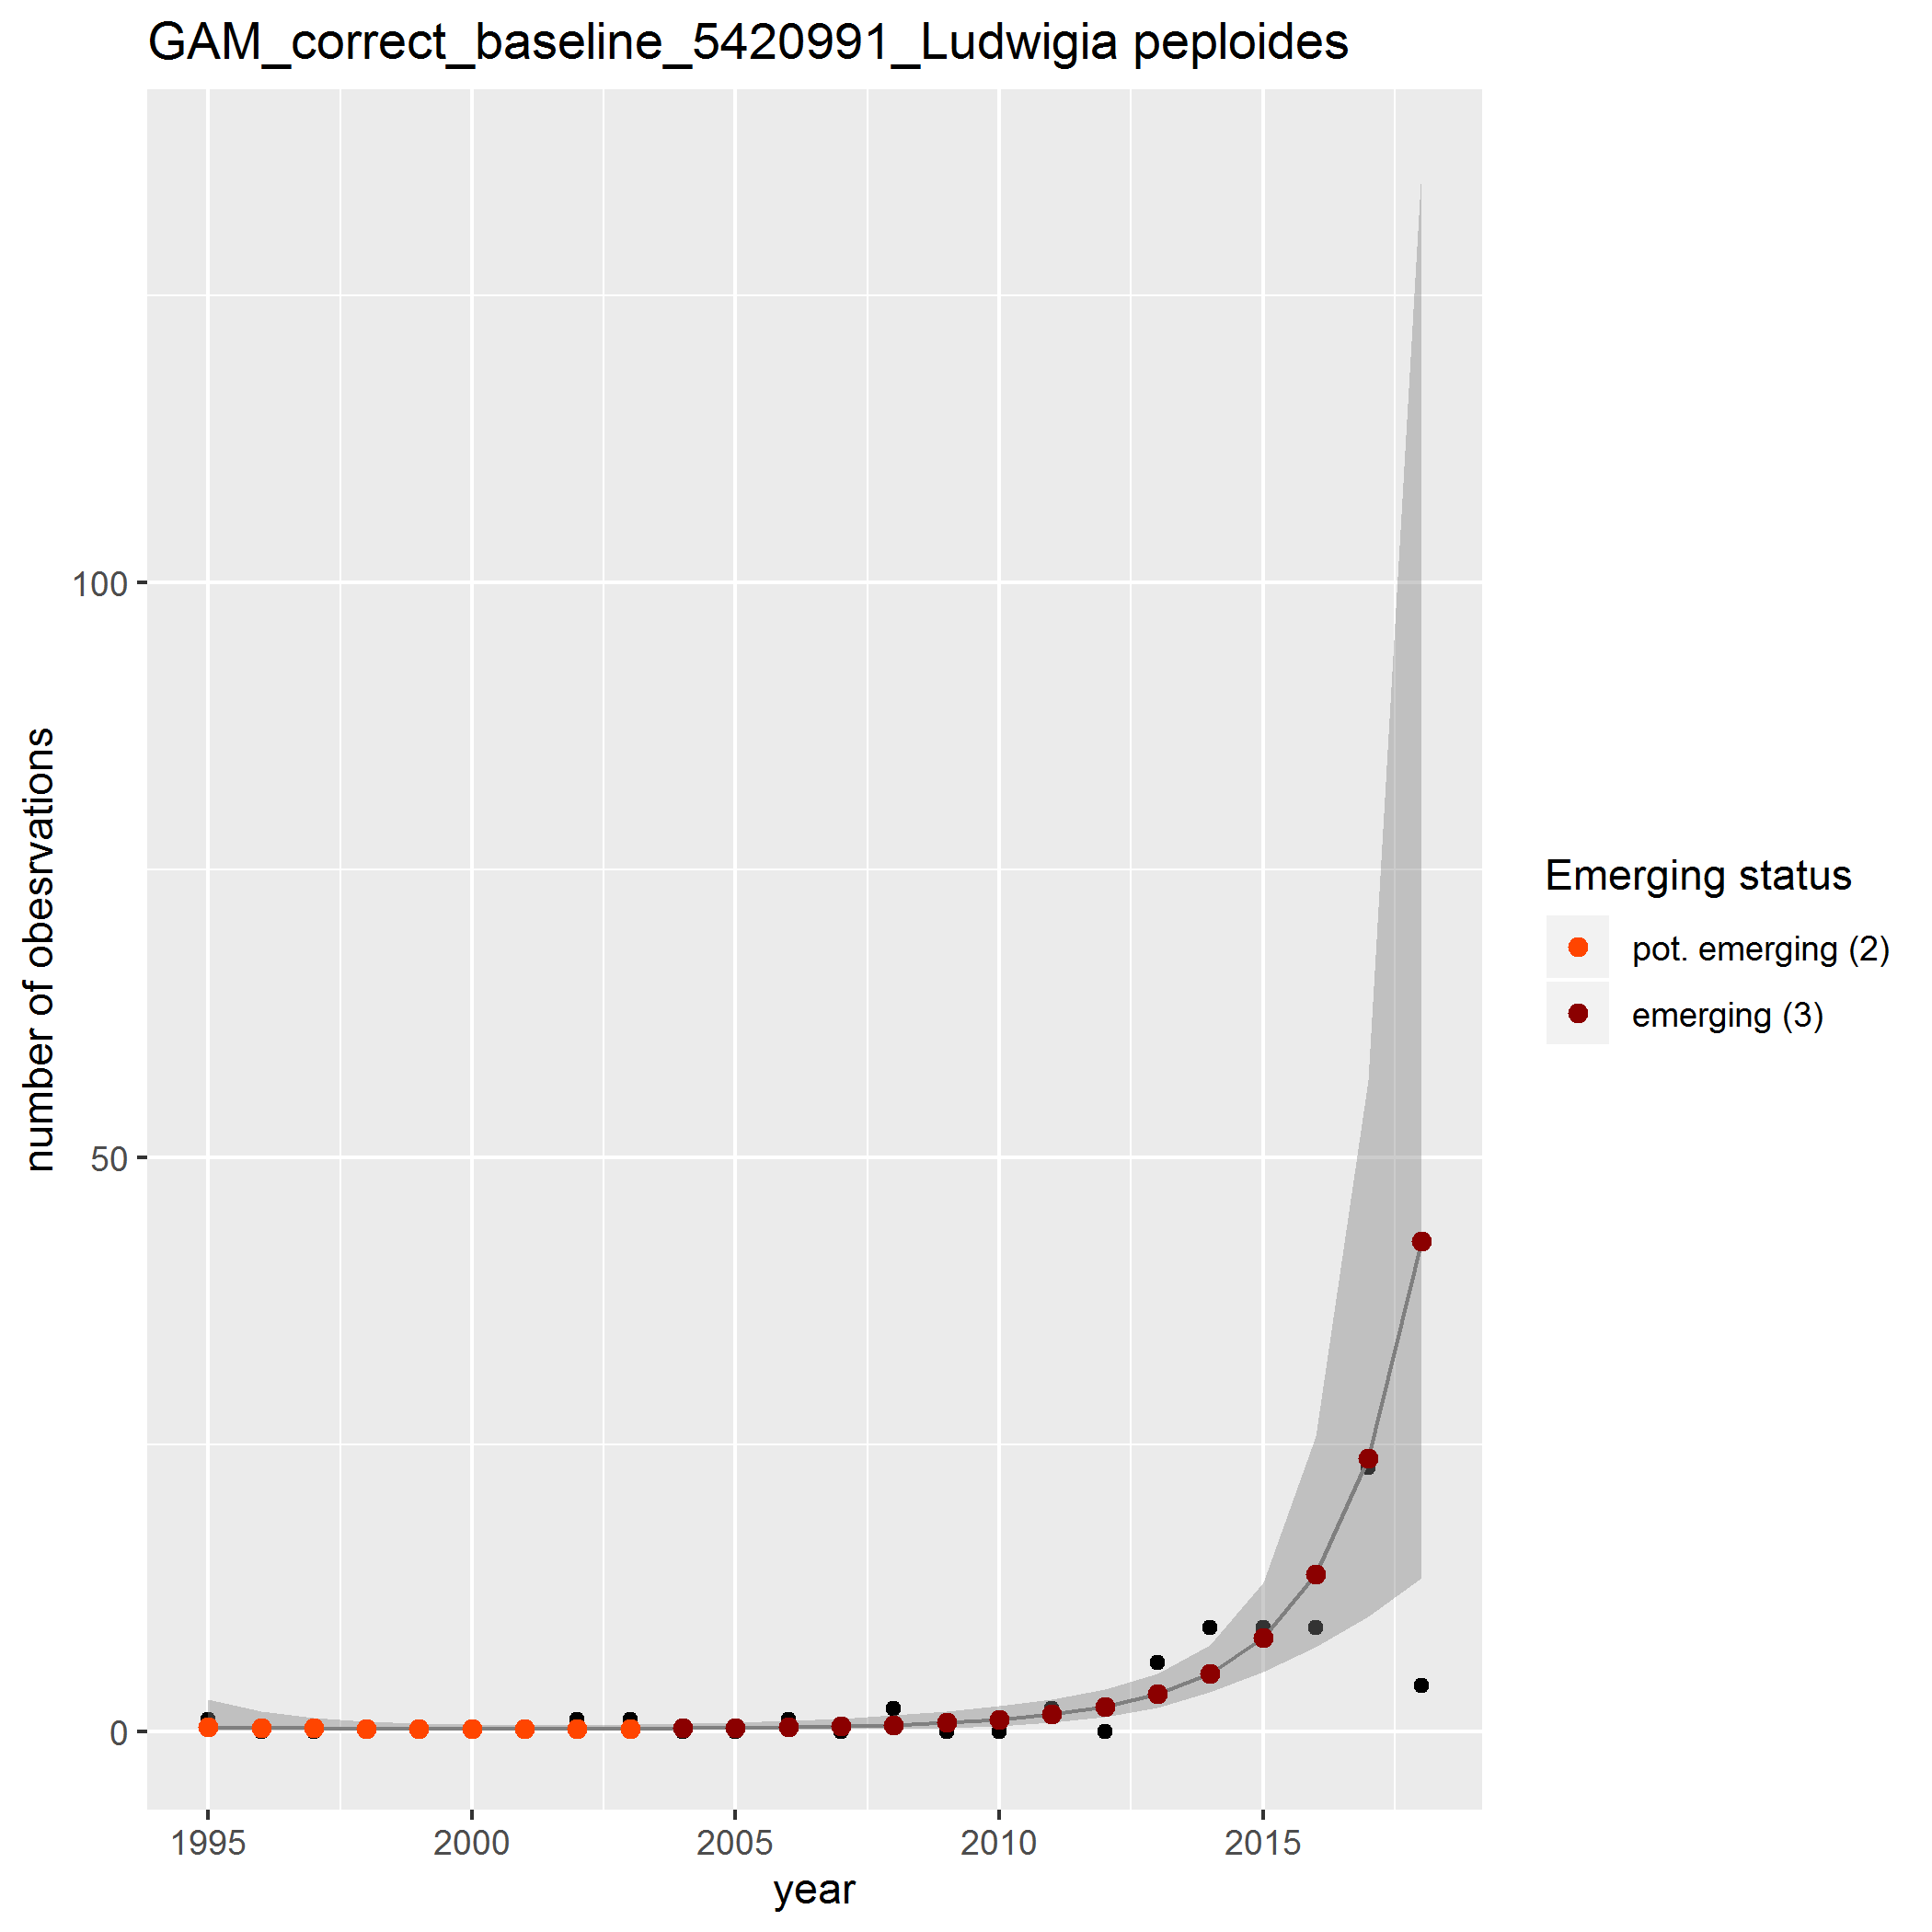 GAM_correct_baseline_5420991_Ludwigia peploides
number of obesrvations
100
50
0
1995 2000 2005 2010 2015
year
Emerging status
pot. emerging (2)
emerging (3)